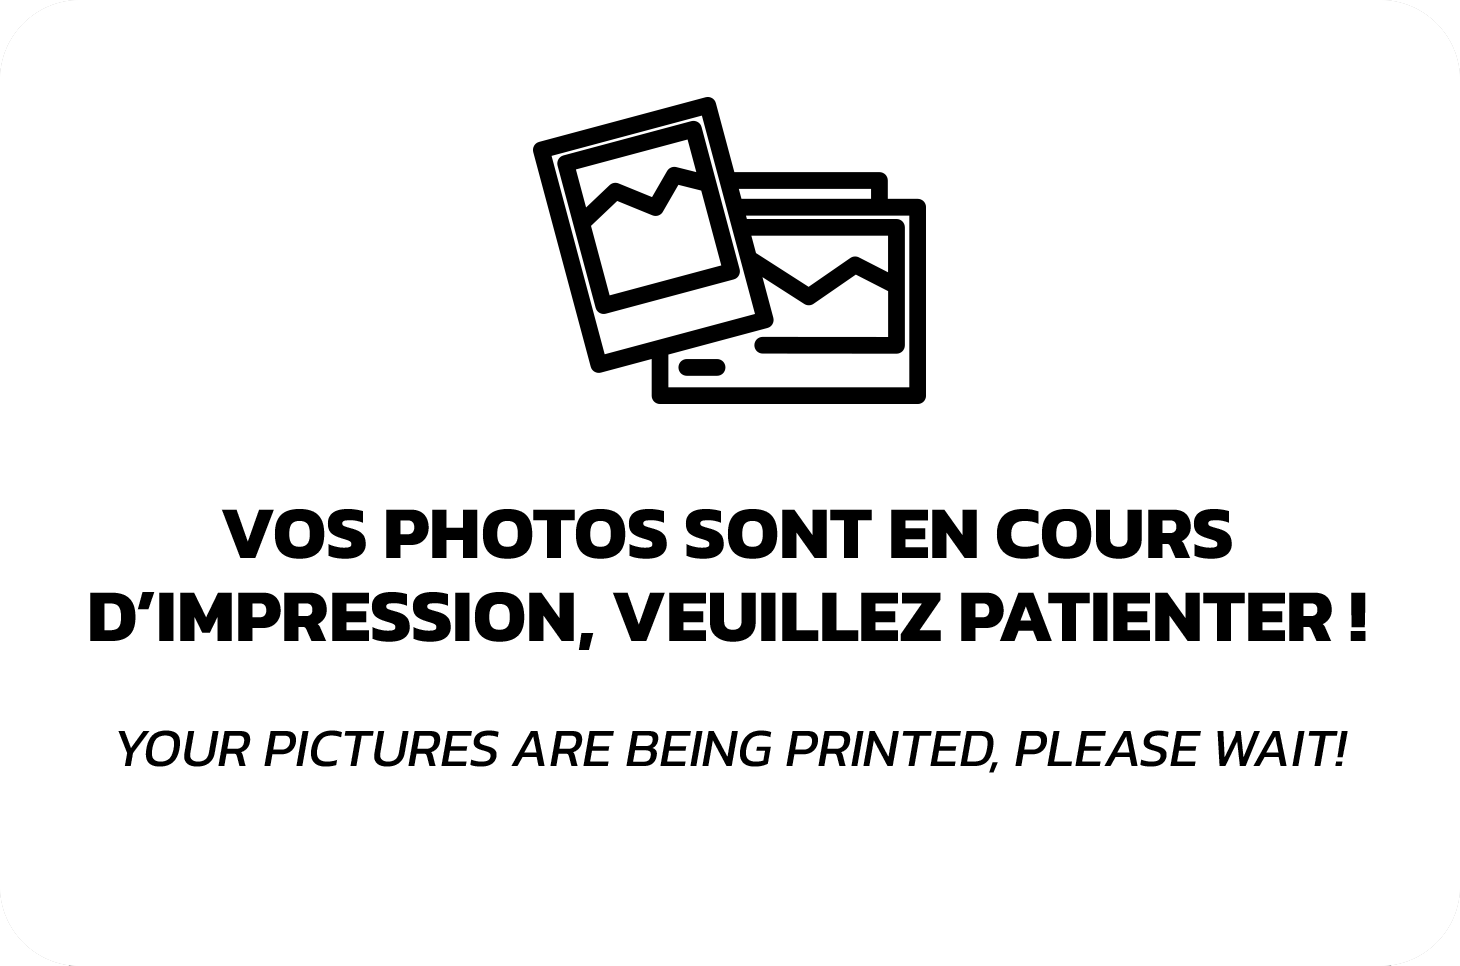 VOS PHOTOS SONT EN COURS
D’IMPRESSION, VEUILLEZ PATIENTER !
YOUR PICTURES ARE BEING PRINTED, PLEASE WAIT!